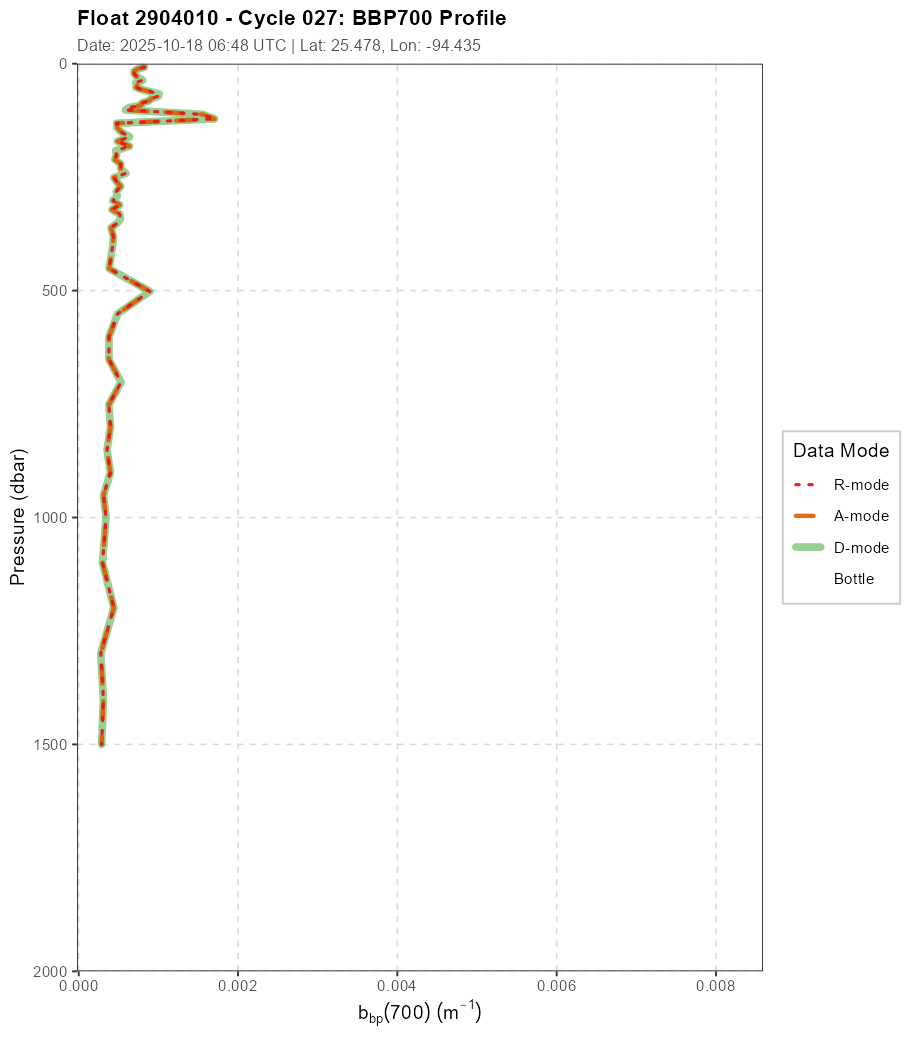 Float 2904010 - Cycle 027: BBP700 Profile
Date: 2025-10-18 06:48 UTC | Lat: 25.478, Lon: -94.435
0
500
1000
1500
2000
Pressure (dbar)
0.000 0.002 0.004 0.006 0.008
b_bp(700) (m⁻¹)
Data Mode
R-mode
A-mode
D-mode
Bottle